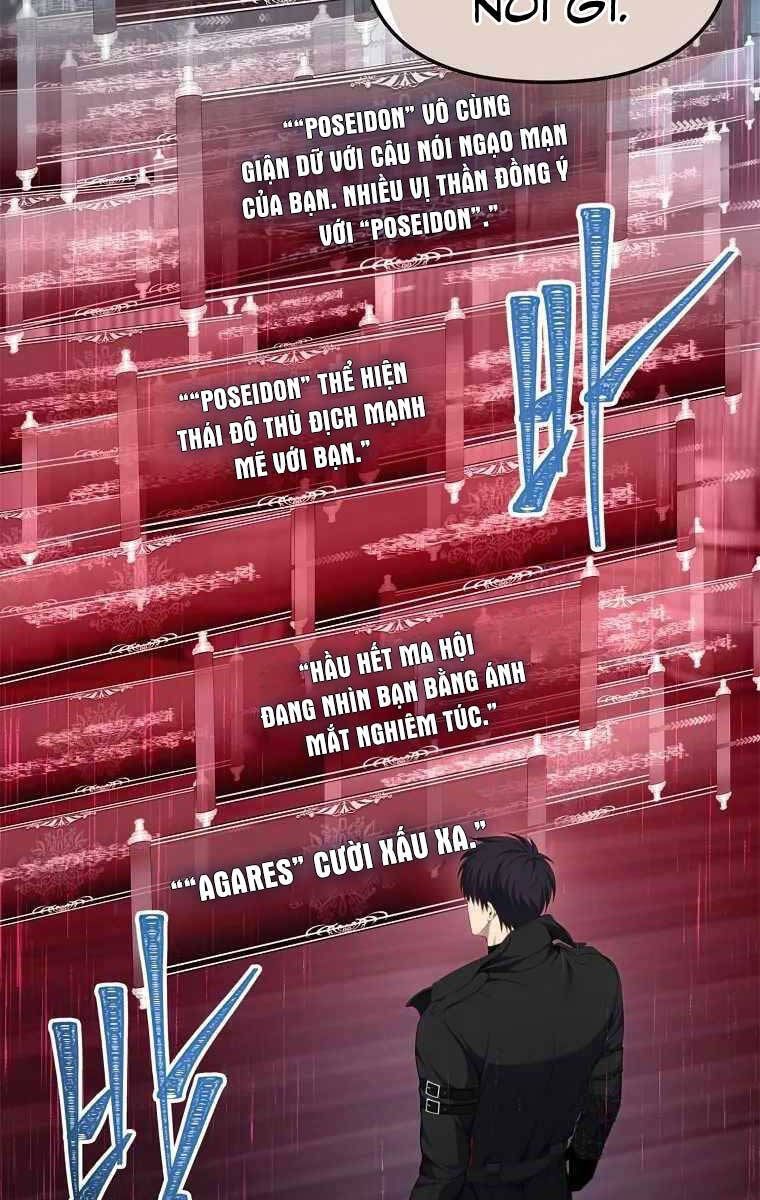 NÓI GÌ.
““POSEIDON” VÔ CÙNG
GIẬN DỮ VỚI CÂU NÓI NGẠO MẠN
CỦA BẠN. NHIỀU VỊ THẦN ĐỒNG Ý
VỚI “POSEIDON”.”
““POSEIDON” THỂ HIỆN
THÁI ĐỘ THÙ ĐỊCH MẠNH
MẼ VỚI BẠN.”
“HẦU HẾT MA HỘI
ĐANG NHÌN BẠN BẰNG ÁNH
MẮT NGHIÊM TÚC.”
““AGARES” CƯỜI XẤU XA.”